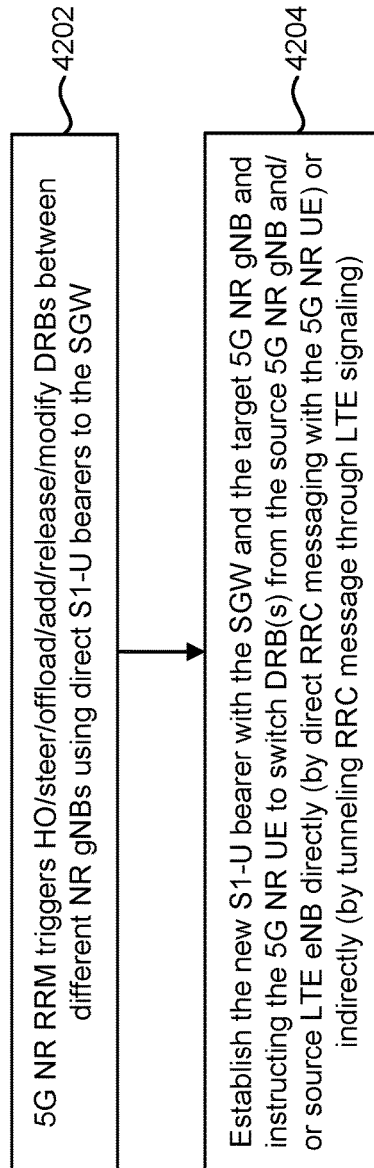 5G NR RRM triggers HO/steer/offload/add/release/modify DRBs between
different NR gNBs using direct S1-U bearers to the SGW
4202
Establish the new S1-U bearer with the SGW and the target 5G NR gNB and
instructing the 5G NR UE to switch DRB(s) from the source 5G NR gNB and/
or source LTE eNB directly (by direct RRC messaging with the 5G NR UE) or
indirectly (by tunneling RRC message through LTE signaling)
4204